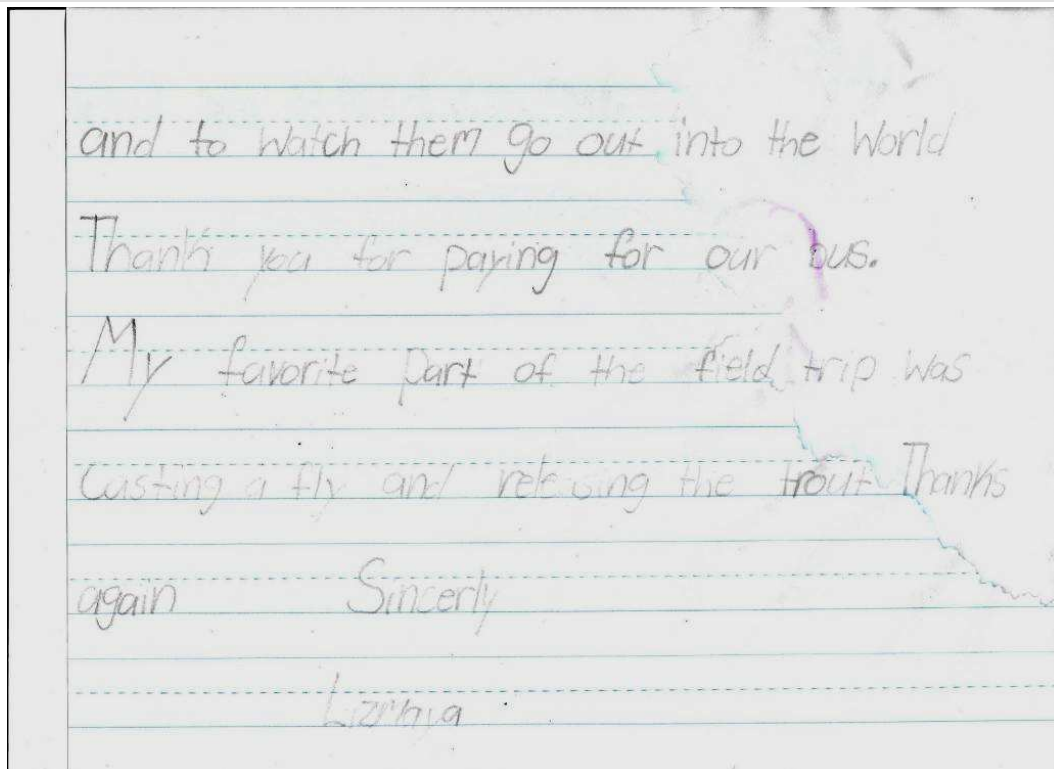 and to watch them go out into the world
Thank you for paying for our bus.
My favorite part of the field trip was
Casting a fly and releasing the trout Thanks
again Sincerly